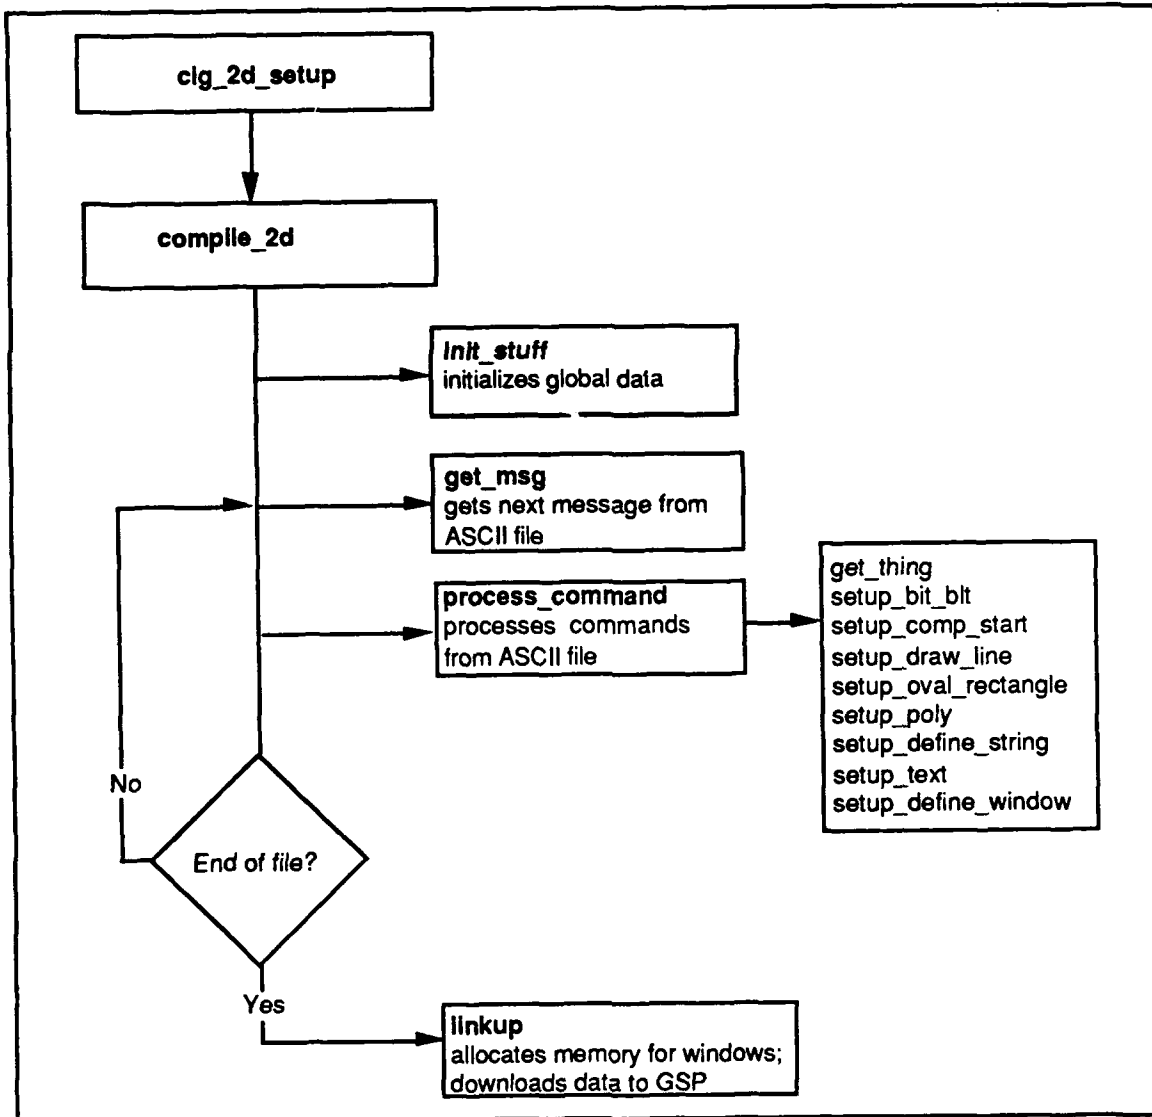 cig_2d_setup
compile_2d
init_stuff
initializes global data
get_msg
gets next message from
ASCII file
process_command
processes commands
from ASCII file
get_thing
setup_bit_blt
setup_comp_start
setup_draw_line
setup_oval_rectangle
setup_poly
setup_define_string
setup_text
setup_define_window
No
End of file?
Yes
linkup
allocates memory for windows;
downloads data to GSP